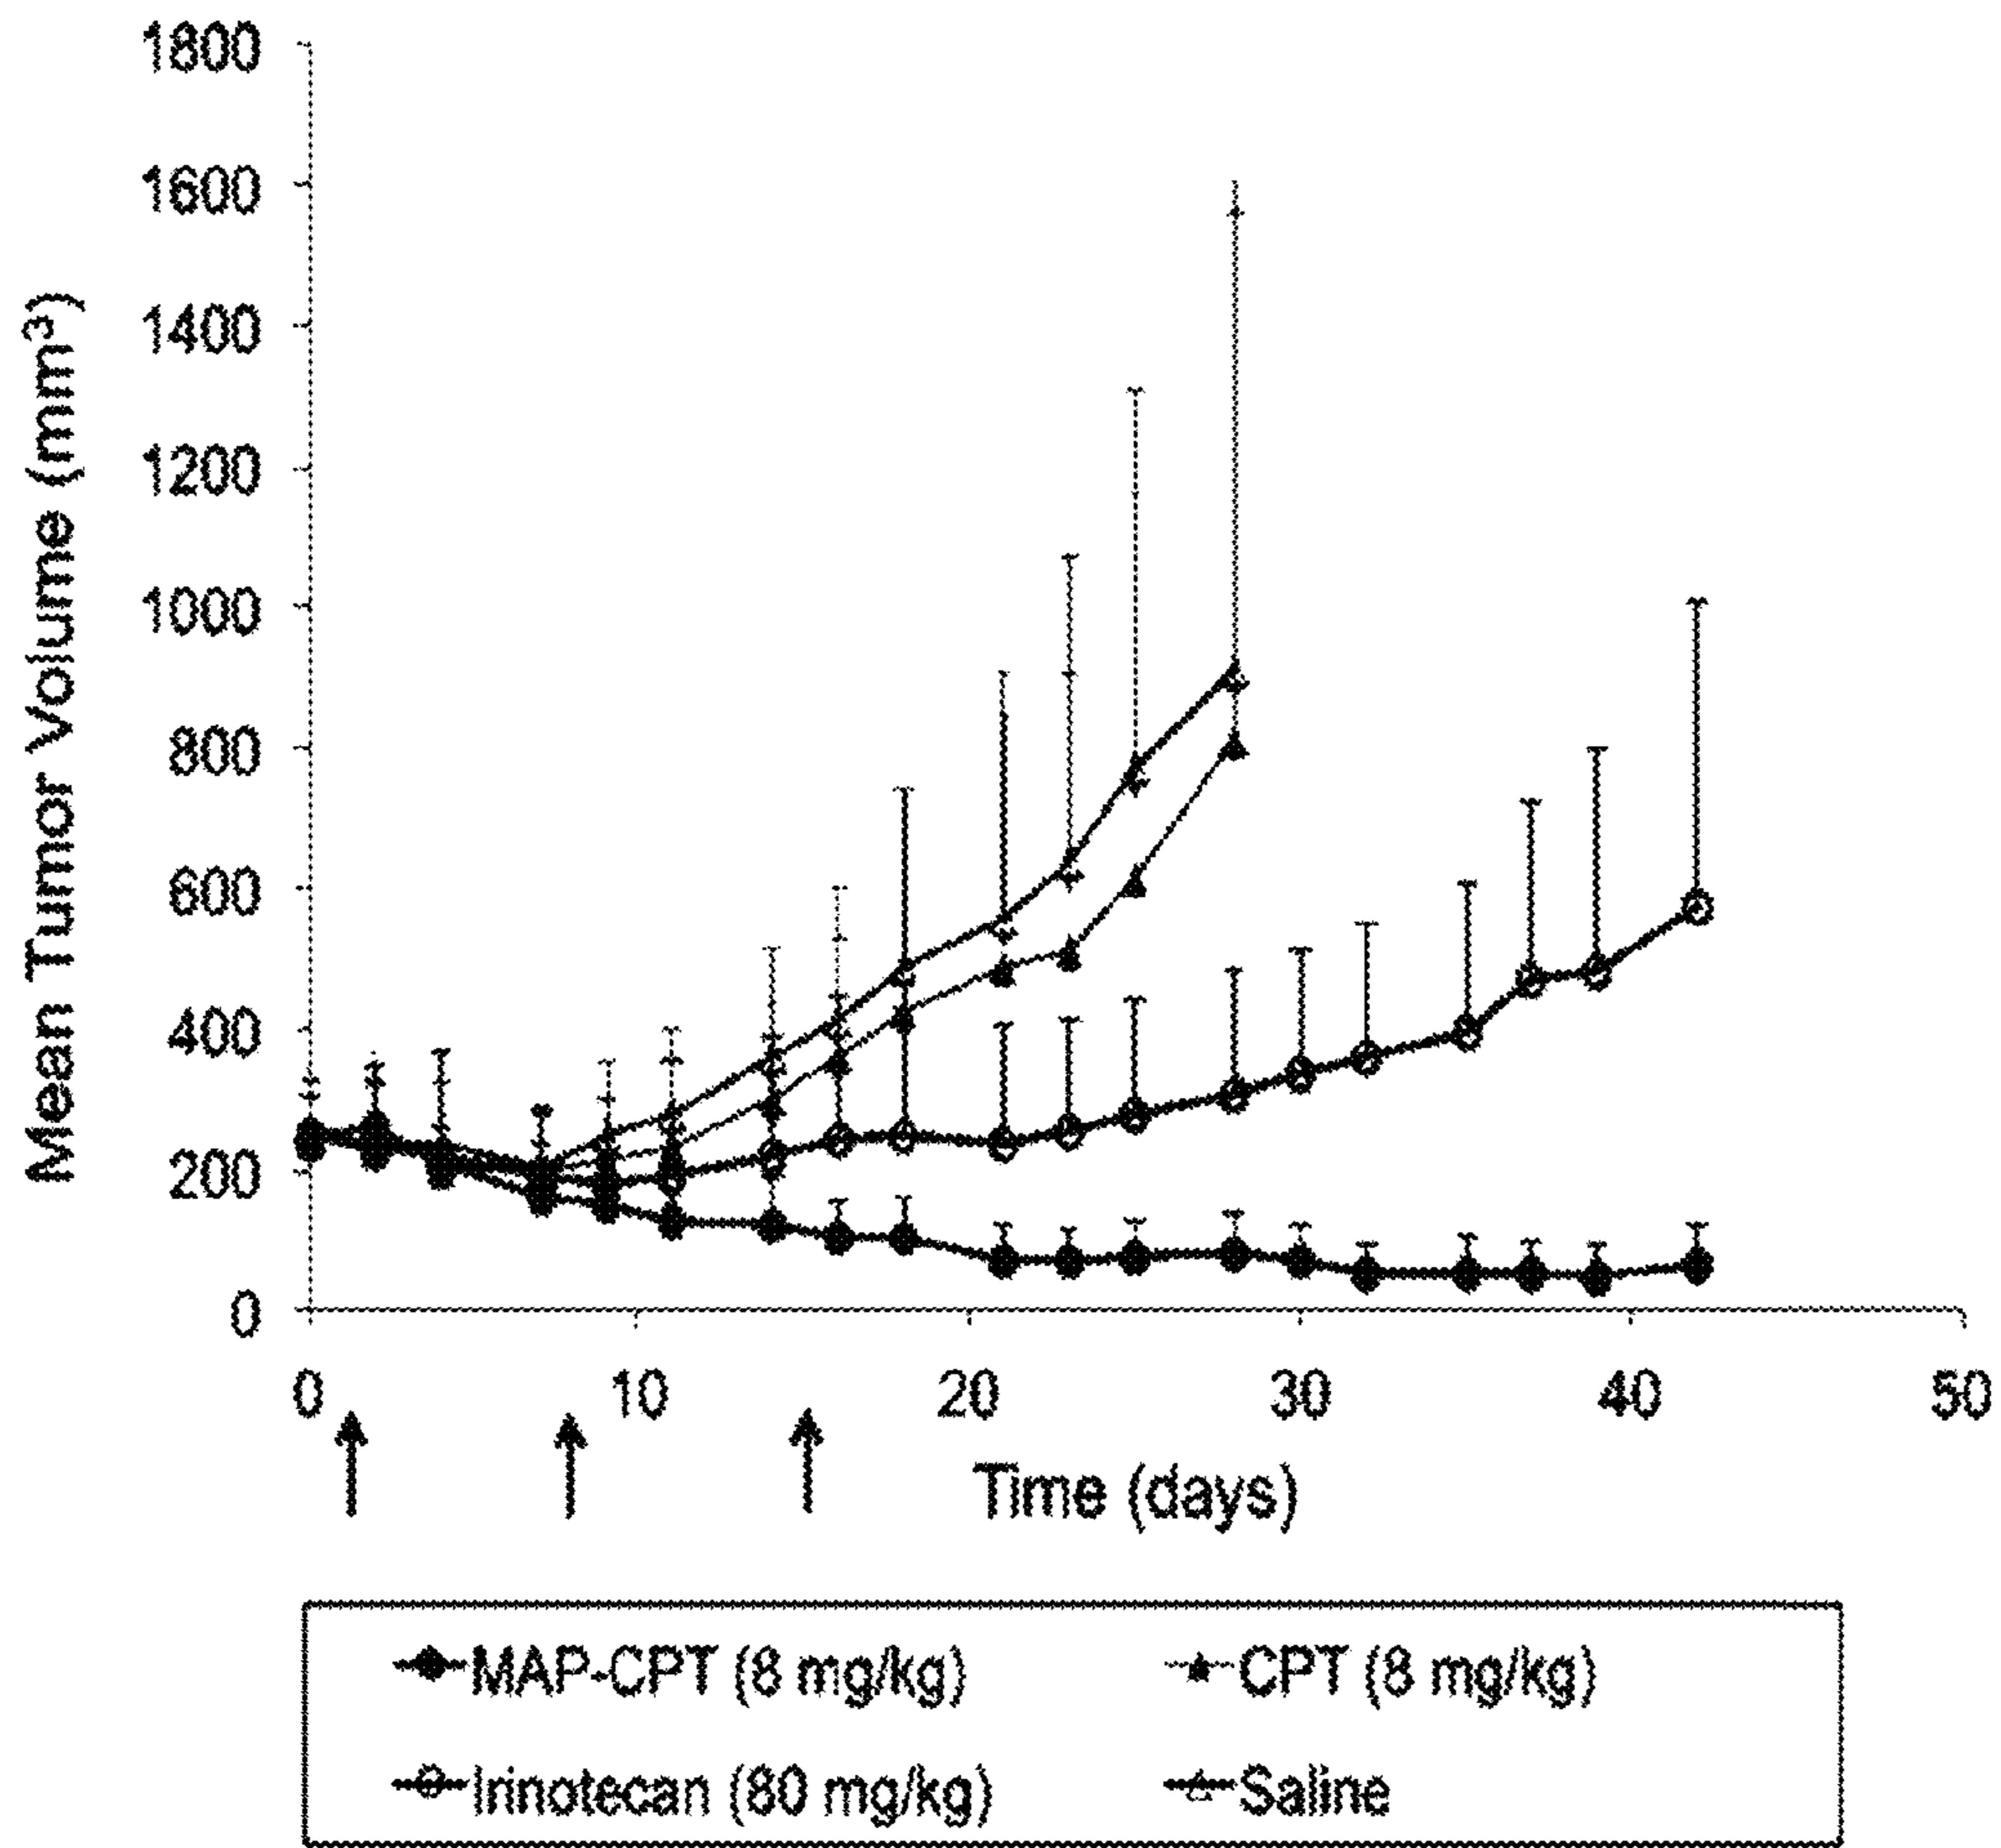 1800
1600
1400
1200
1000
800
600
400
200
0
Mean Tumor Volume (mm³)
0 10 20 30 40 50
Time (days)
MAP-CPT (8 mg/kg) CPT (8 mg/kg)
Irinotecan (80 mg/kg) Saline